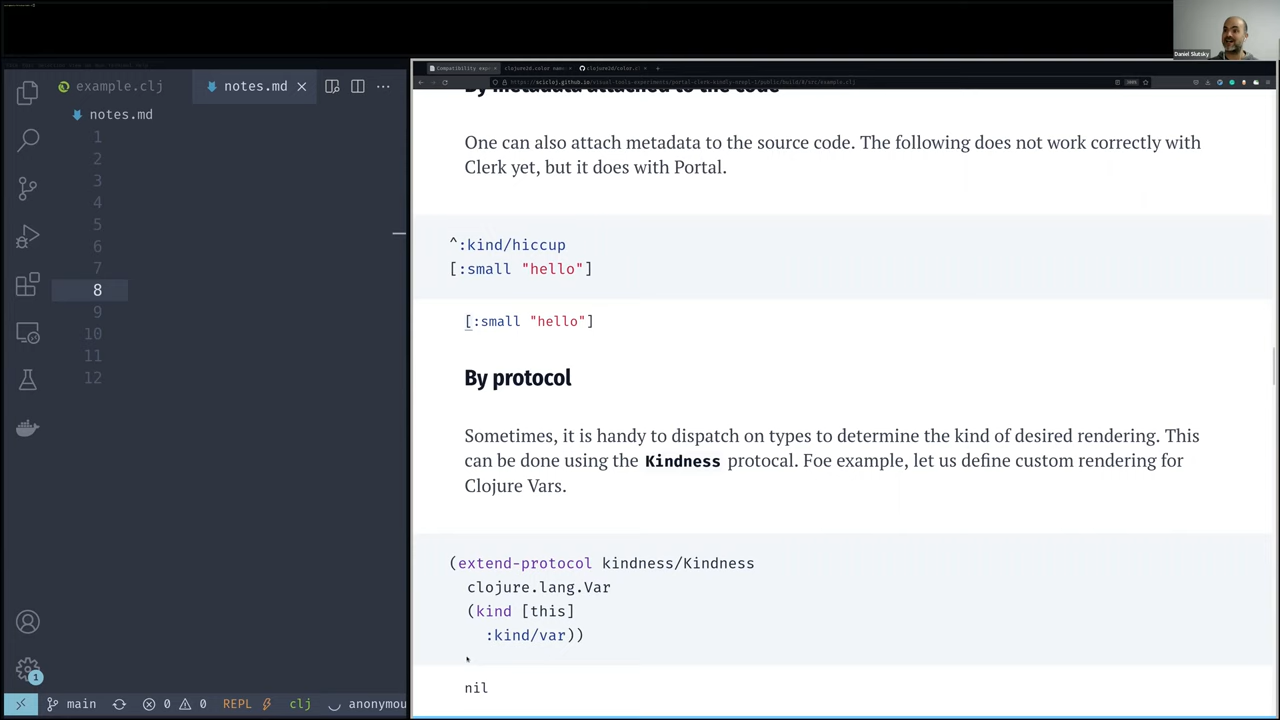 Daniel Slutsky
example.clj
notes.md
notes.md
1
2
3
4
5
6
7
8
9
10
11
12
main
0
0
REPL
clj
anonymou
1
By metadata attached to the code
One can also attach metadata to the source code. The following does not work correctly with
Clerk yet, but it does with Portal.
^:kind/hiccup
[:small "hello"]
[:small "hello"]
By protocol
Sometimes, it is handy to dispatch on types to determine the kind of desired rendering. This
can be done using the Kindness protocal. Foe example, let us define custom rendering for
Clojure Vars.
(extend-protocol kindness/Kindness
clojure.lang.Var
(kind [this]
:kind/var))
nil